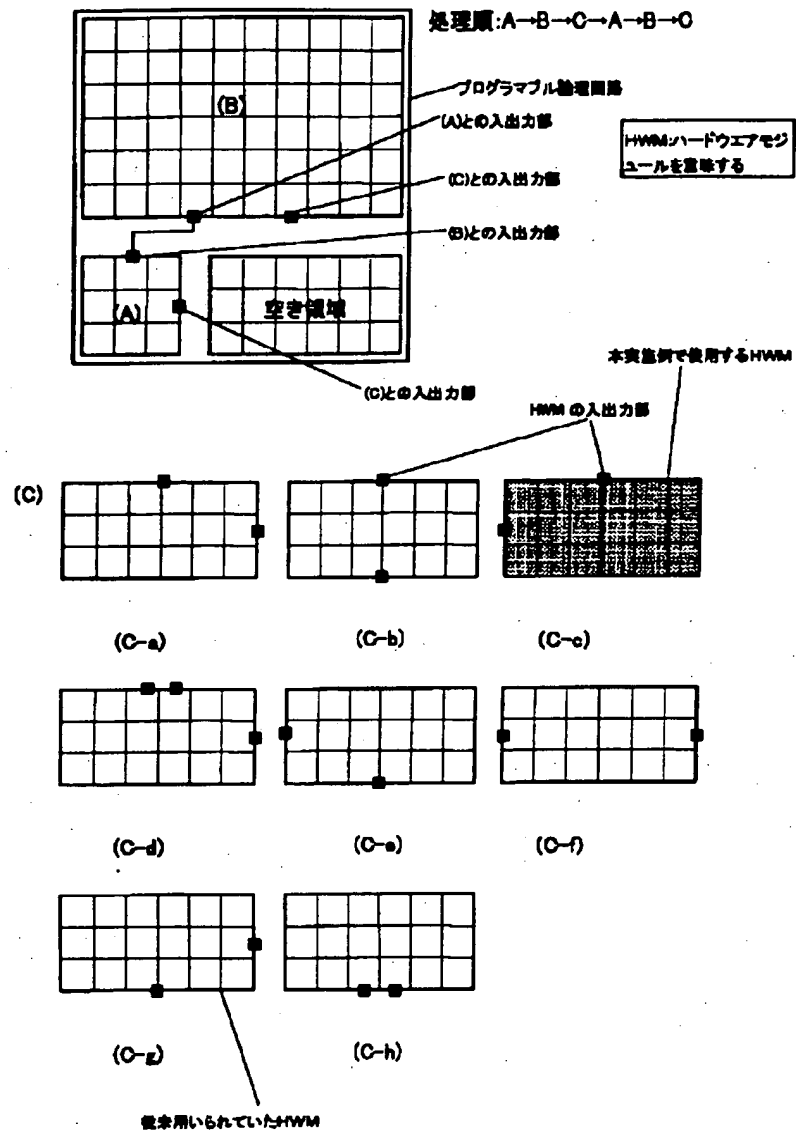 処理順:A→B→C→A→B→C
プログラマブル論理回路
(B)
(A)との入出力部
HWM:ハードウエアモジ
ュールを意味する
(C)との入出力部
(B)との入出力部
(A)
空き領域
本実施例で使用するHWM
(C)との入出力部
HWM の入出力部
(C)
(C-a)
(C-b)
(C-c)
(C-d)
(C-e)
(C-f)
(C-g)
(C-h)
従来用いられていたHWM